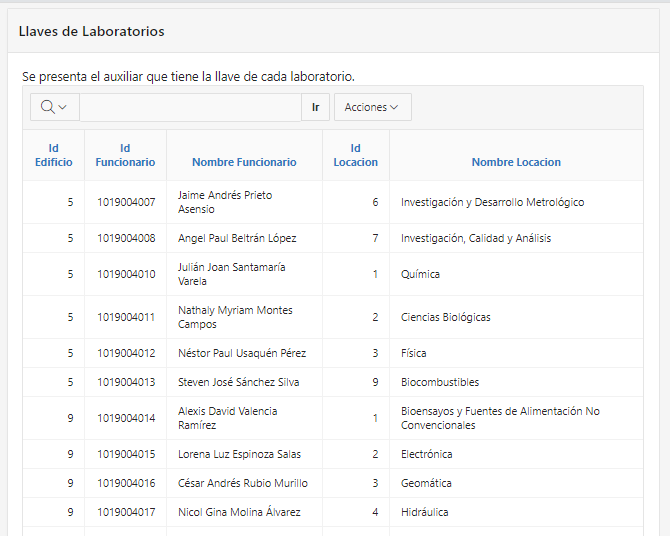 Llaves de Laboratorios
Se presenta el auxiliar que tiene la llave de cada laboratorio.
Ir
Acciones
Id Edificio Id Funcionario Nombre Funcionario Id Locacion Nombre Locacion
5 1019004007 Jaime Andrés Prieto Asensio 6 Investigación y Desarrollo Metrológico
5 1019004008 Angel Paul Beltrán López 7 Investigación, Calidad y Análisis
5 1019004010 Julián Joan Santamaría Varela 1 Química
5 1019004011 Nathaly Myriam Montes Campos 2 Ciencias Biológicas
5 1019004012 Néstor Paul Usaquén Pérez 3 Física
5 1019004013 Steven José Sánchez Silva 9 Biocombustibles
9 1019004014 Alexis David Valencia Ramírez 1 Bioensayos y Fuentes de Alimentación No Convencionales
9 1019004015 Lorena Luz Espinoza Salas 2 Electrónica
9 1019004016 César Andrés Rubio Murillo 3 Geomática
9 1019004017 Nicol Gina Molina Álvarez 4 Hidráulica